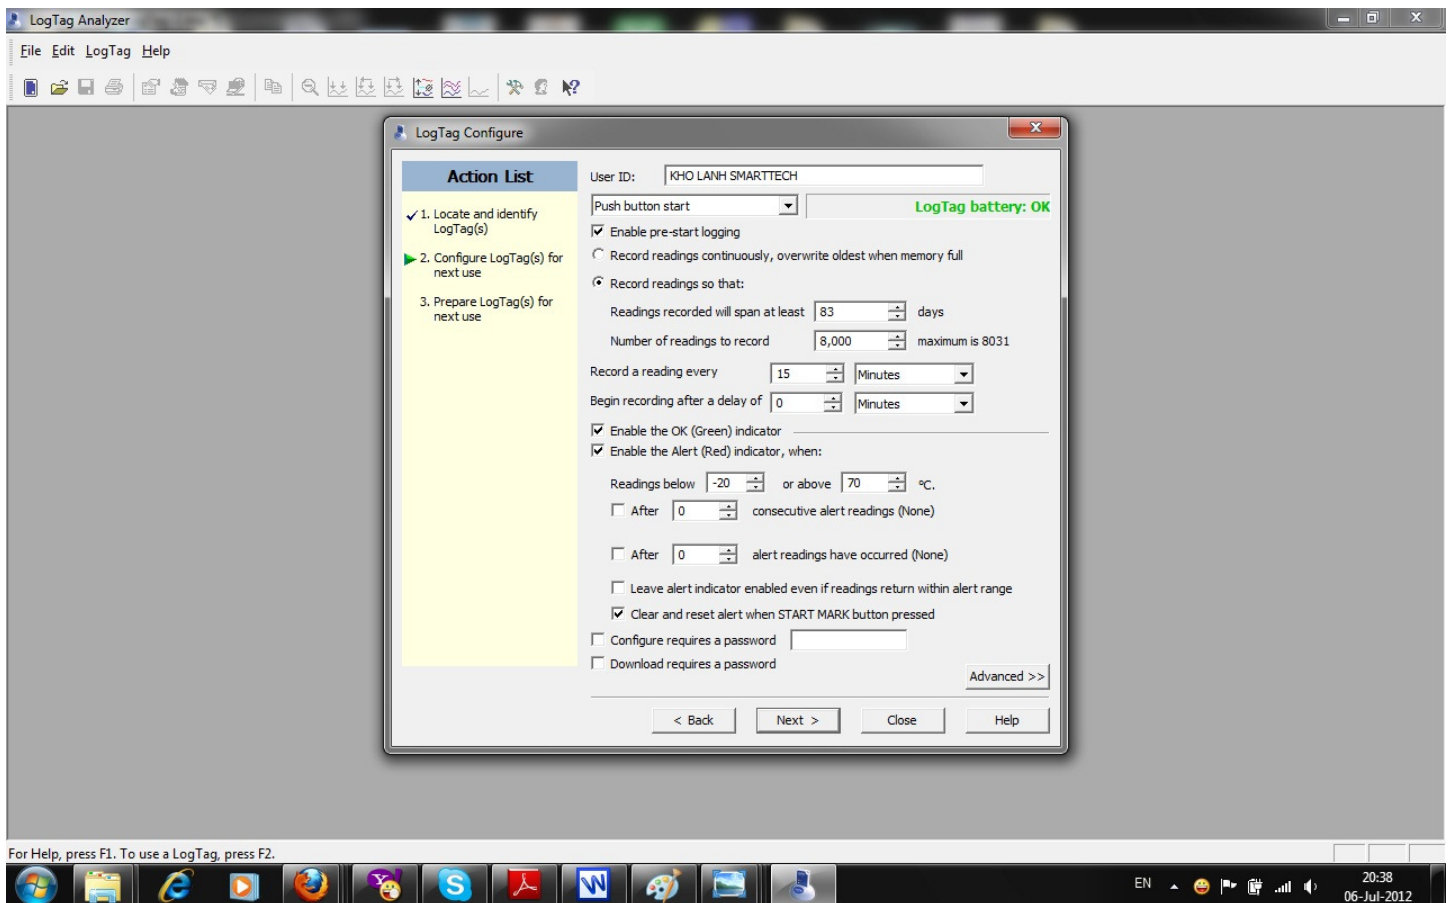 LogTag Analyzer
File Edit LogTag Help
LogTag Configure
Action List
1. Locate and identify
LogTag(s)
2. Configure LogTag(s) for
next use
3. Prepare LogTag(s) for
next use
User ID: KHO LANH SMARTTECH
Push button start LogTag battery: OK
Enable pre-start logging
Record readings continuously, overwrite oldest when memory full
Record readings so that:
Readings recorded will span at least 83 days
Number of readings to record 8,000 maximum is 8031
Record a reading every 15 Minutes
Begin recording after a delay of 0 Minutes
Enable the OK (Green) indicator
Enable the Alert (Red) indicator, when:
Readings below -20 or above 70 °C.
After 0 consecutive alert readings (None)
After 0 alert readings have occurred (None)
Leave alert indicator enabled even if readings return within alert range
Clear and reset alert when START MARK button pressed
Configure requires a password
Download requires a password
Advanced >>
< Back Next > Close Help
For Help, press F1. To use a LogTag, press F2.
EN 20:38
06-Jul-2012